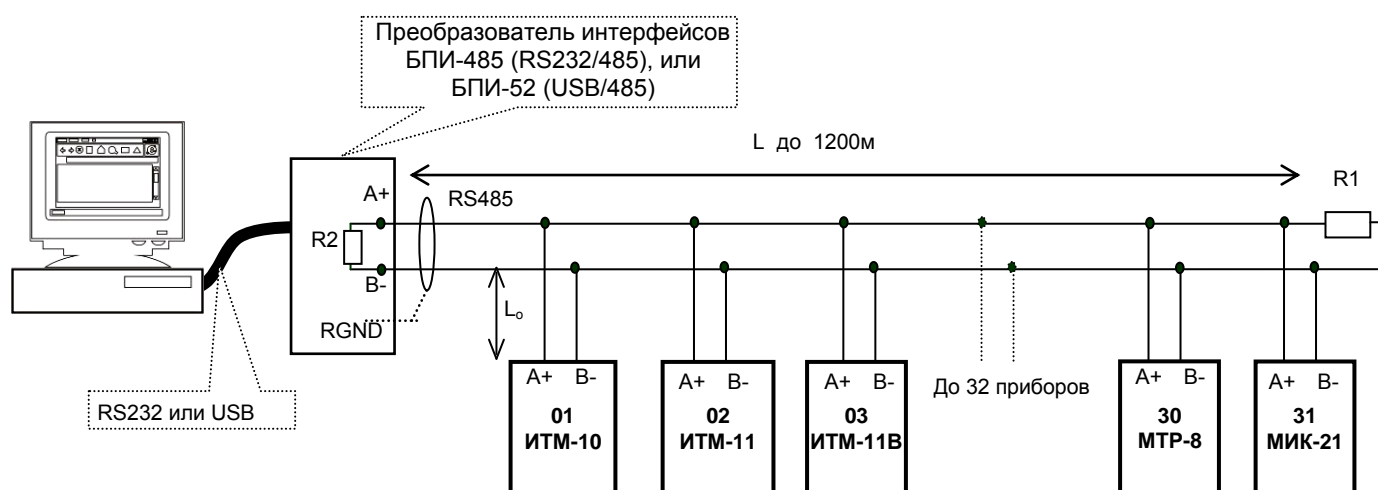 Преобразователь интерфейсов
БПИ-485 (RS232/485), или
БПИ-52 (USB/485)
L до 1200м
R1
A+
RS485
R2
B-
RGND
Lo
RS232 или USB
A+ B-
01
ИТМ-10
A+ B-
02
ИТМ-11
A+ B-
03
ИТМ-11В
До 32 приборов
A+ B-
30
МТР-8
A+ B-
31
МИК-21